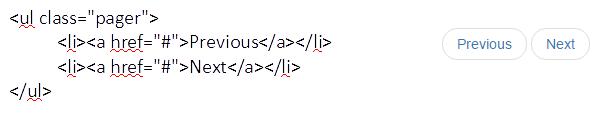 <ul class="pager">
<li><a href="#">Previous</a></li>
<li><a href="#">Next</a></li>
</ul>
Previous Next